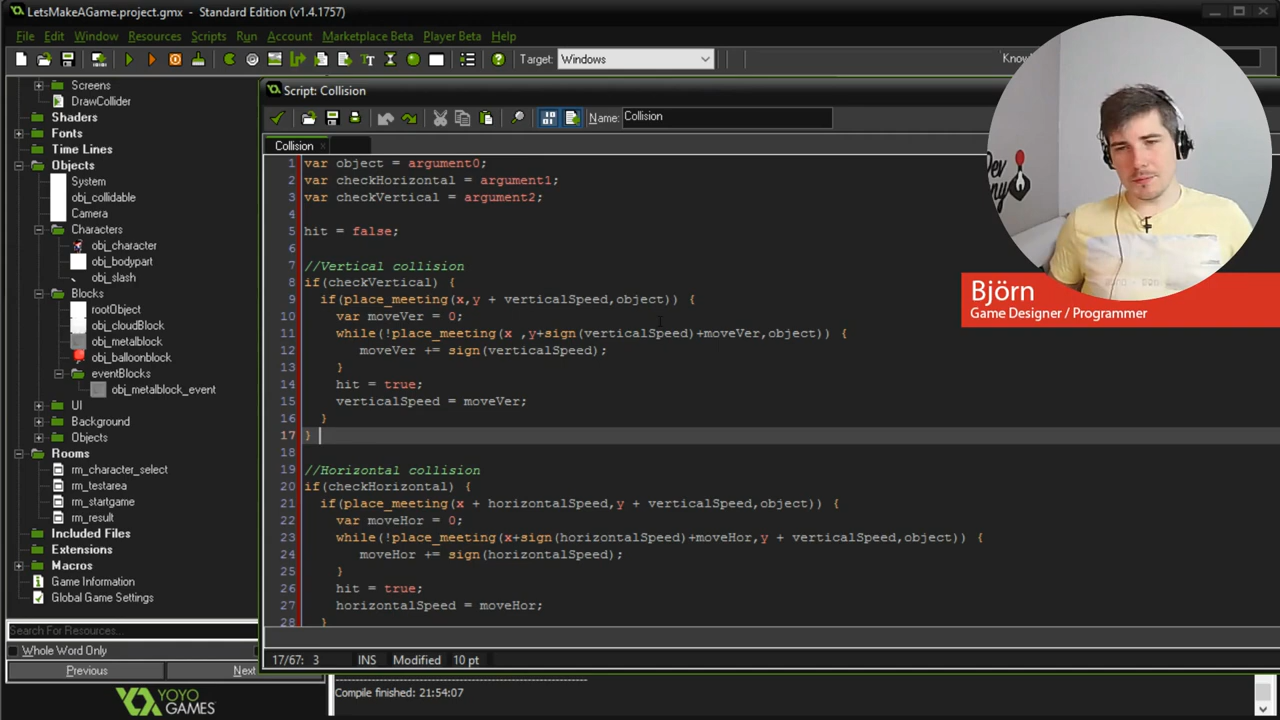 LetsMakeAGame.project.gmx - Standard Edition (v1.4.1757)
File Edit Window Resources Scripts Run Account Marketplace Beta Player Beta Help
Target: Windows
Screens
DrawCollider
Shaders
Fonts
Time Lines
Objects
System
obj_collidable
Camera
Characters
obj_character
obj_bodypart
obj_slash
Blocks
rootObject
obj_cloudBlock
obj_metalblock
obj_balloonblock
eventBlocks
obj_metalblock_event
UI
Background
Objects
Rooms
rm_character_select
rm_testarea
rm_startgame
rm_result
Included Files
Extensions
Macros
Game Information
Global Game Settings
Search For Resources...
Whole Word Only
Previous Next
YOYO
GAMES
Script: Collision
Name: Collision
Collision
1 var object = argument0;
2 var checkHorizontal = argument1;
3 var checkVertical = argument2;
4
5 hit = false;
6
7 //Vertical collision
8 if(checkVertical) {
9 if(place_meeting(x,y + verticalSpeed,object)) {
10 var moveVer = 0;
11 while(!place_meeting(x ,y+sign(verticalSpeed)+moveVer,object)) {
12 moveVer += sign(verticalSpeed);
13 }
14 hit = true;
15 verticalSpeed = moveVer;
16 }
17 }
18
19 //Horizontal collision
20 if(checkHorizontal) {
21 if(place_meeting(x + horizontalSpeed,y + verticalSpeed,object)) {
22 var moveHor = 0;
23 while(!place_meeting(x+sign(horizontalSpeed)+moveHor,y + verticalSpeed,object)) {
24 moveHor += sign(horizontalSpeed);
25 }
26 hit = true;
27 horizontalSpeed = moveHor;
28 }
17/67: 3 INS Modified 10 pt
Compile finished: 21:54:07
Björn
Game Designer / Programmer